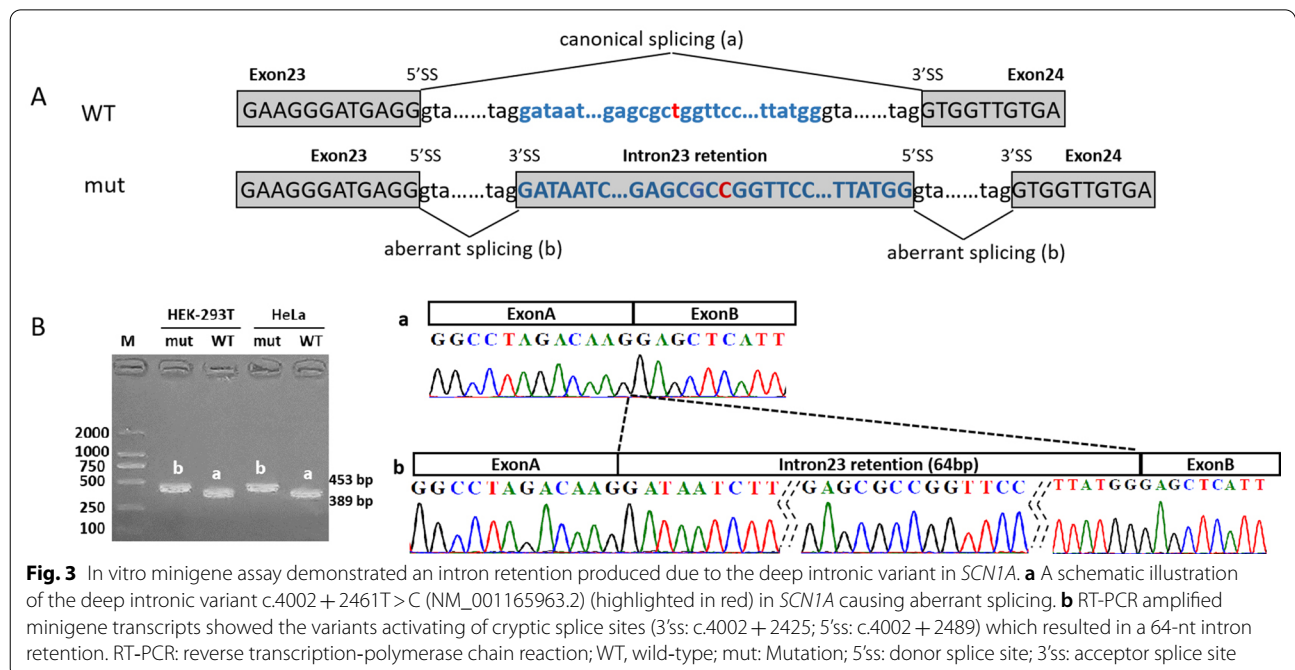 canonical splicing (a)
Exon23 5'SS 3'SS Exon24
A
WT GAAGGGATGAGGgta......taggataat...gagcgctggttcc...ttatggggta......tagGTGGTTGTGA
Exon23 5'SS 3'SS Intron23 retention 5'SS 3'SS Exon24
mut GAAGGGATGAGGgta......tagGATAATC...GAGCGCCGGTTCC...TTATGGgta......tagGTGGTTGTGA
aberrant splicing (b) aberrant splicing (b)
B
HEK-293T HeLa
M mut WT mut WT
2000
1000
750
500
250
100
b a b a
453 bp
389 bp
a
ExonA ExonB
GGCCTAGACAAGGAGCTCATT
b
ExonA Intron23 retention (64bp) ExonB
GGCCTAGACAAGGATAATCTT GAGCGCCGGTTCC TTATGGGAGCTCATT
Fig. 3 In vitro minigene assay demonstrated an intron retention produced due to the deep intronic variant in SCN1A. a A schematic illustration
of the deep intronic variant c.4002 + 2461T > C (NM_001165963.2) (highlighted in red) in SCN1A causing aberrant splicing. b RT-PCR amplified
minigene transcripts showed the variants activating of cryptic splice sites (3'ss: c.4002 + 2425; 5'ss: c.4002 + 2489) which resulted in a 64-nt intron
retention. RT-PCR: reverse transcription-polymerase chain reaction; WT, wild-type; mut: Mutation; 5'ss: donor splice site; 3'ss: acceptor splice site